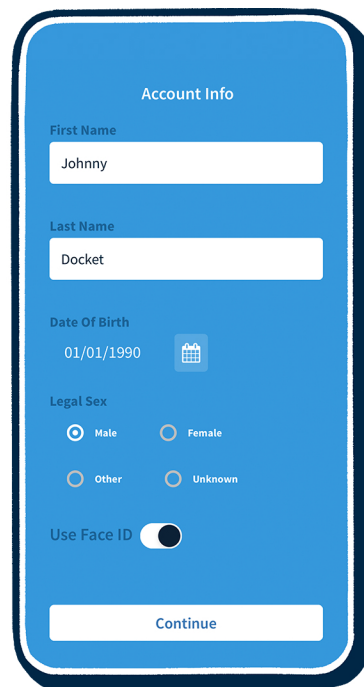 Account Info
First Name
Johnny
Last Name
Docket
Date Of Birth
01/01/1990
Legal Sex
Male Female
Other Unknown
Use Face ID
Continue